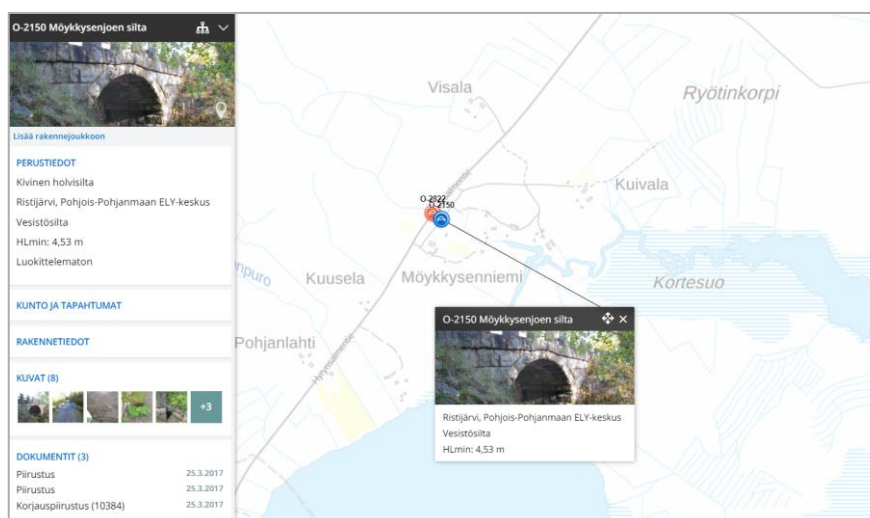 O-2150 Möykkysenjoen silta
Lisää rakennejoukkoon
PERUSTIEDOT
Kivinen holvisilta
Ristijärvi, Pohjois-Pohjanmaan ELY-keskus
Vesistösilta
HLmin: 4,53 m
Luokittelematon
KUNTO JA TAPAHTUMAT
RAKENNETIEDOT
KUVAT (8)
+3
DOKUMENTIT (3)
Piirustus 25.3.2017
Piirustus 25.3.2017
Korjauspiirustus (10384) 25.3.2017
Visala
Ryötinkorpi
Kuivala
O-2150
Kuusela
Möykkysenniemi
Kortesuo
Pohjanlahti
Hyrynsalmentie
O-2150 Möykkysenjoen silta
Ristijärvi, Pohjois-Pohjanmaan ELY-keskus
Vesistösilta
HLmin: 4,53 m